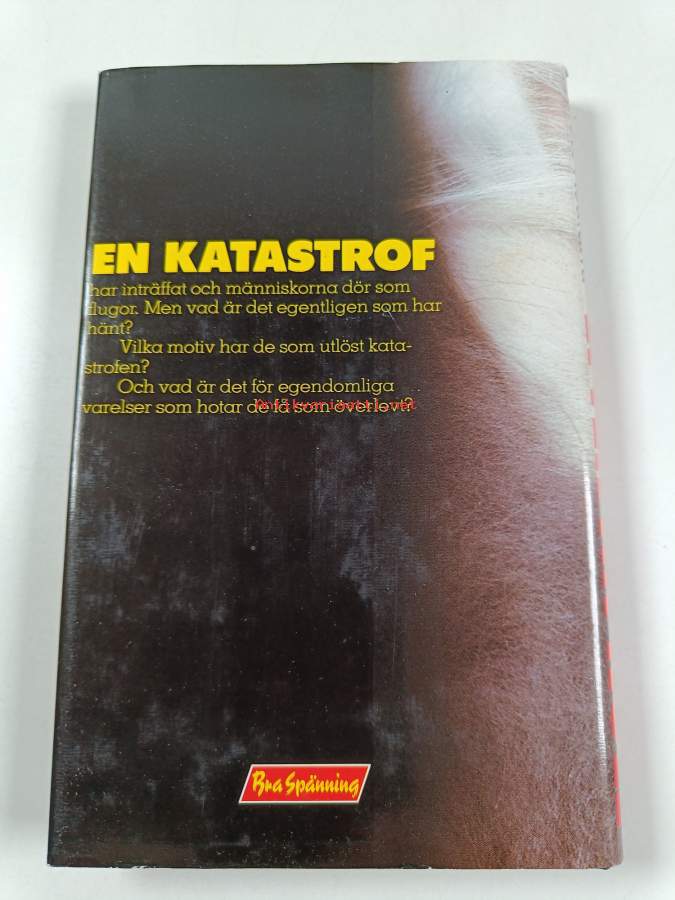 EN KATASTROF
har inträffat och människorna dör som
flugor. Men vad är det egentligen som har
hänt?
Vilka motiv har de som utlöst kata-
strofen?
Och vad är det för egendomliga
varelser som hotar de få som överlevt?
Antikvariaatti.net
Bra Spänning